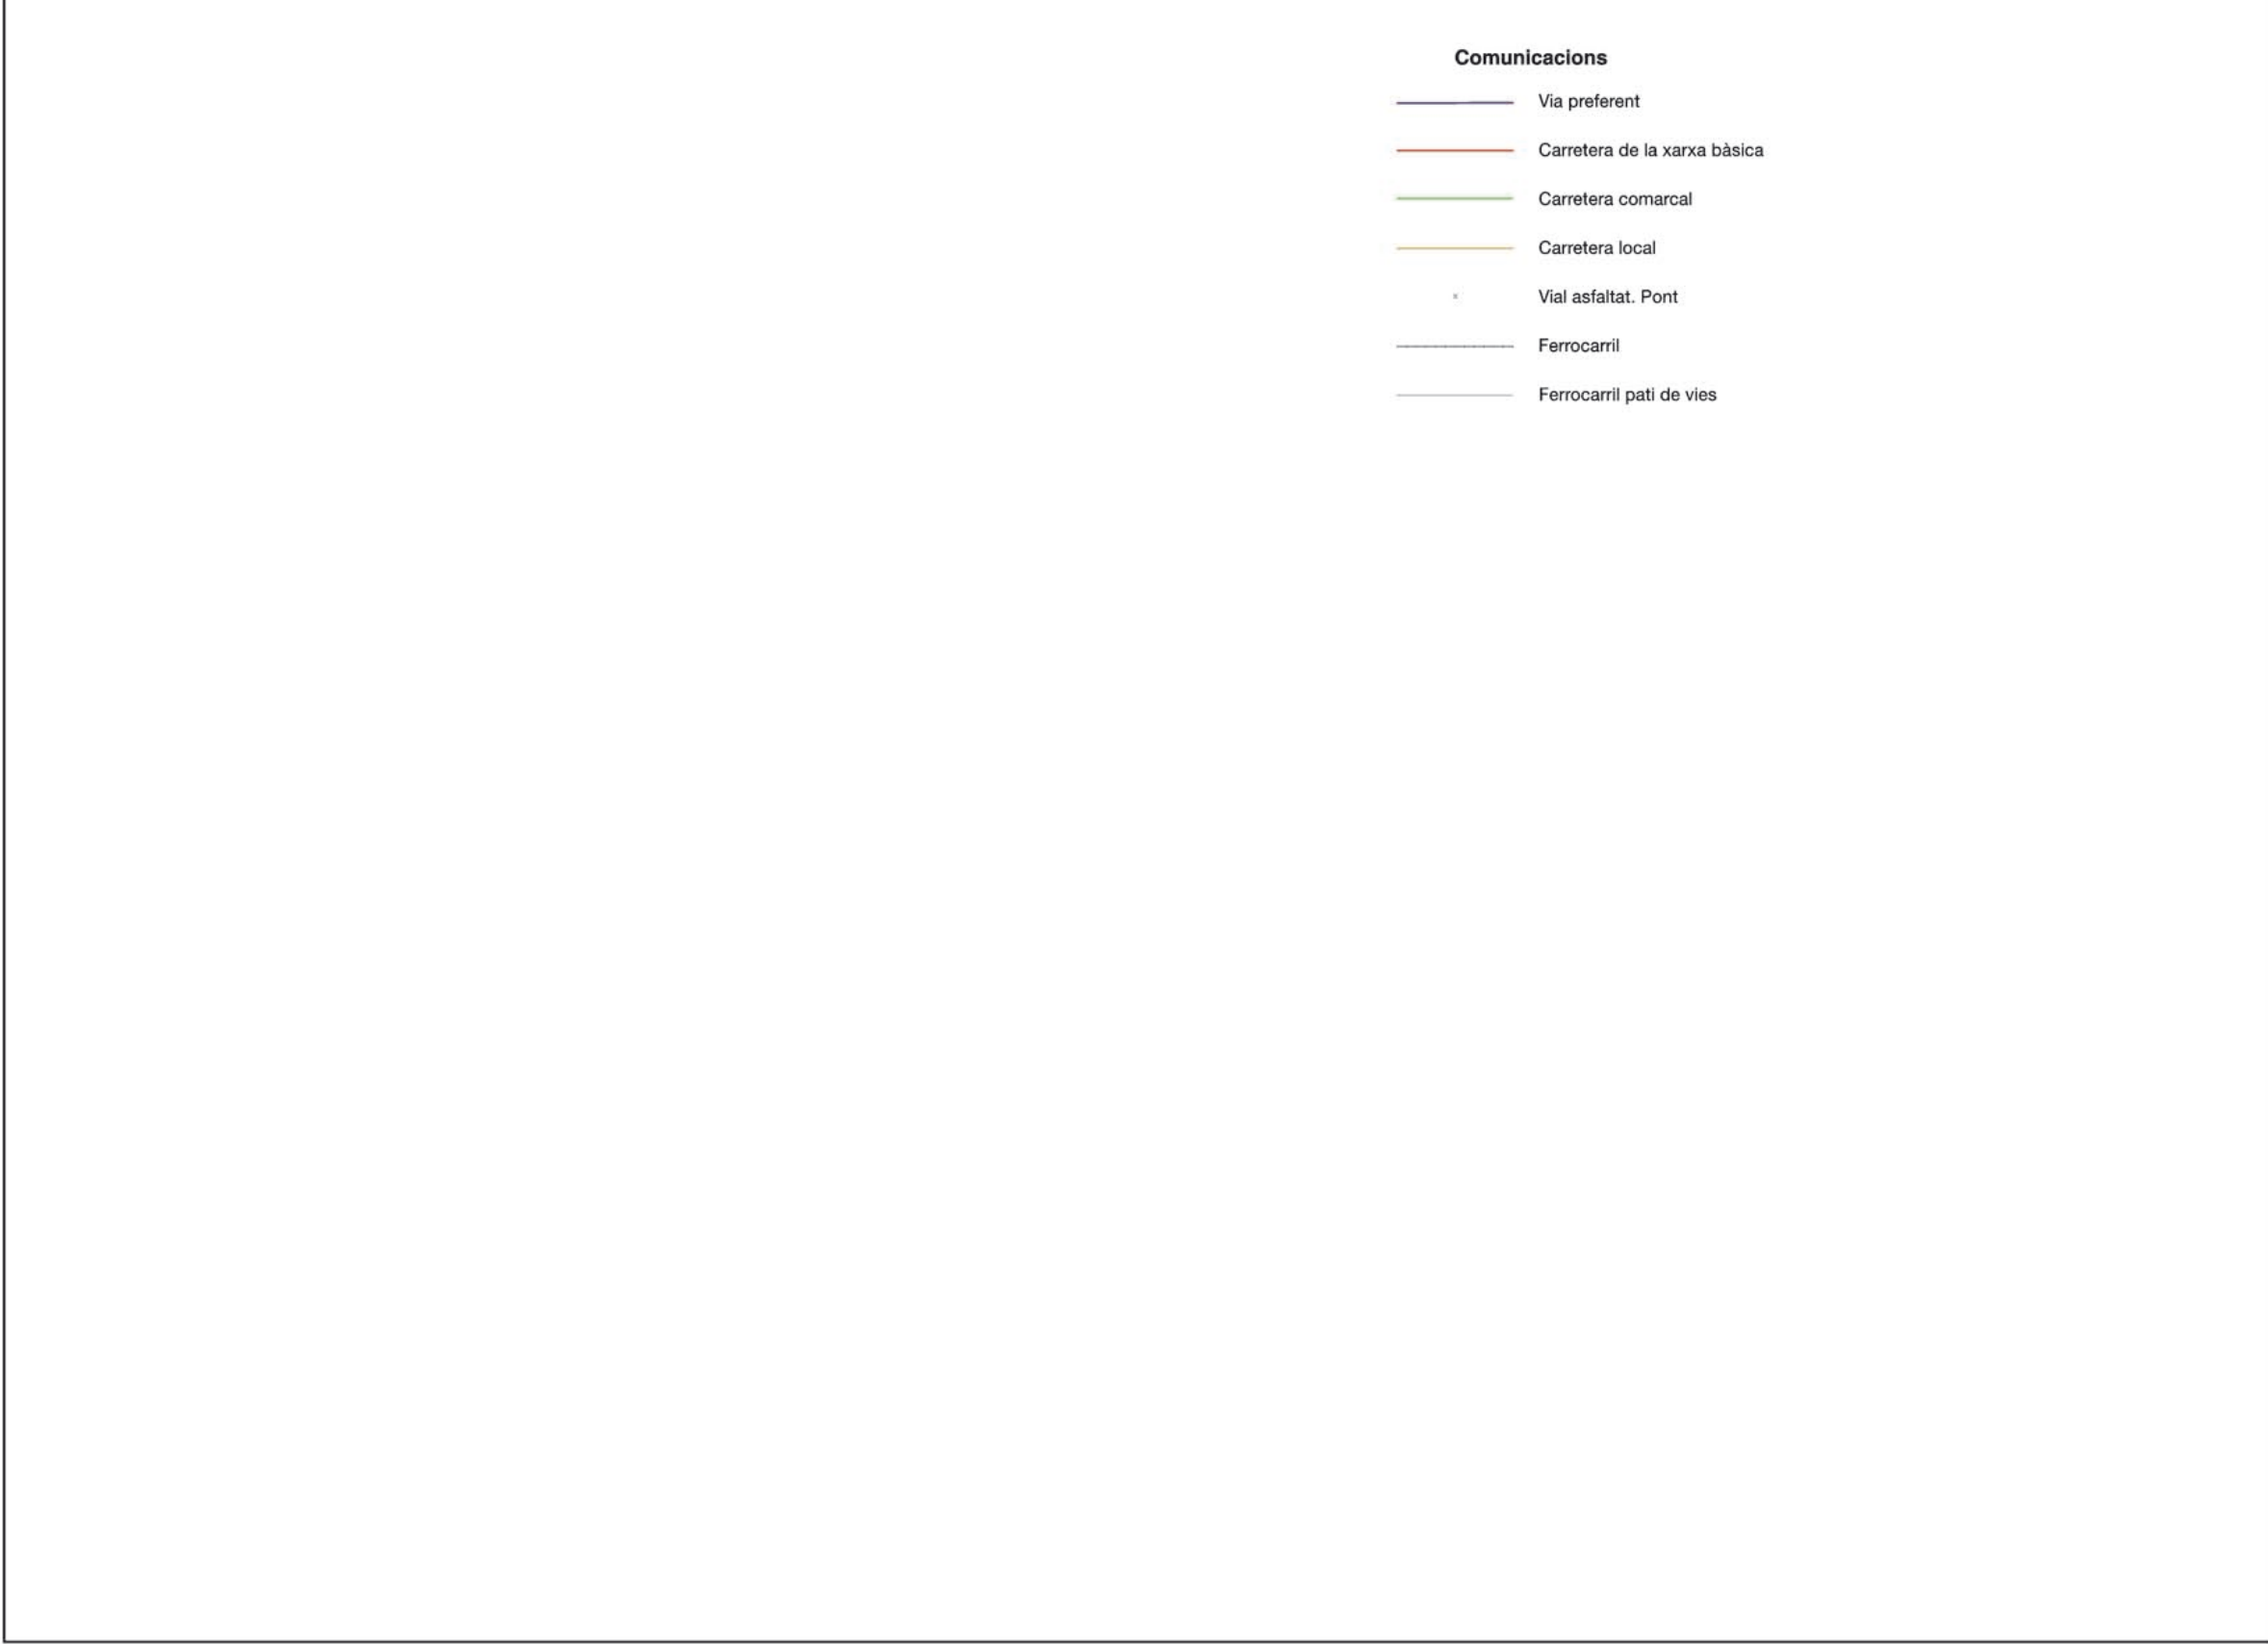 Comunicacions
Via preferent
Carretera de la xarxa bàsica
Carretera comarcal
Carretera local
Vial asfaltat. Pont
Ferrocarril
Ferrocarril pati de vies